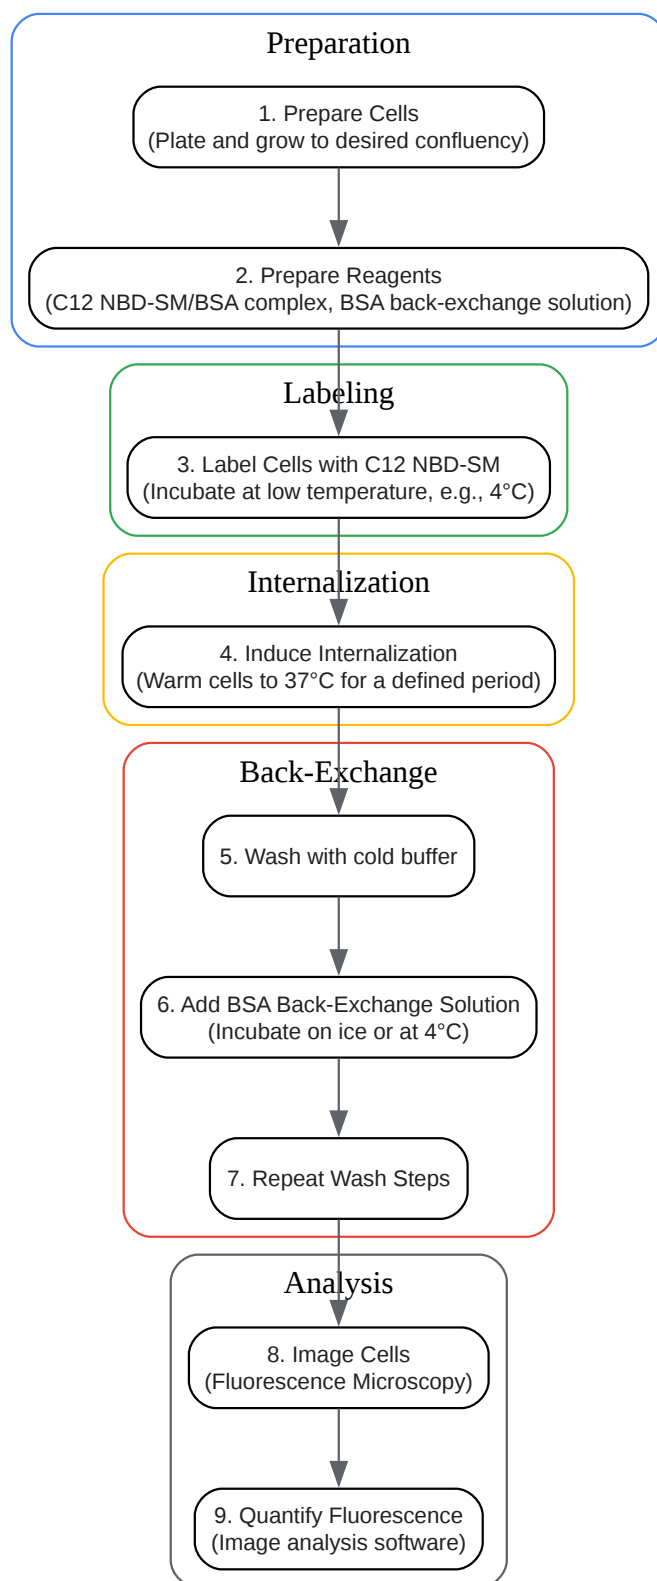 Preparation
1. Prepare Cells
(Plate and grow to desired confluency)
2. Prepare Reagents
(C12 NBD-SM/BSA complex, BSA back-exchange solution)
Labeling
3. Label Cells with C12 NBD-SM
(Incubate at low temperature, e.g., 4°C)
Internalization
4. Induce Internalization
(Warm cells to 37°C for a defined period)
Back-Exchange
5. Wash with cold buffer
6. Add BSA Back-Exchange Solution
(Incubate on ice or at 4°C)
7. Repeat Wash Steps
Analysis
8. Image Cells
(Fluorescence Microscopy)
9. Quantify Fluorescence
(Image analysis software)